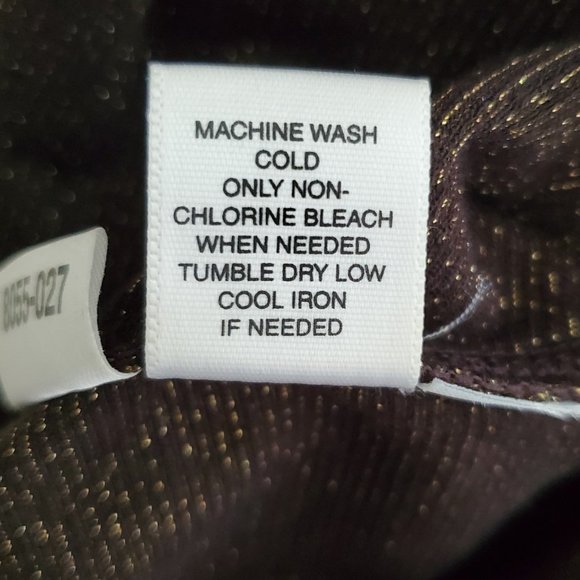 MACHINE WASH
COLD
ONLY NON-
CHLORINE BLEACH
WHEN NEEDED
TUMBLE DRY LOW
COOL IRON
IF NEEDED
8055-027